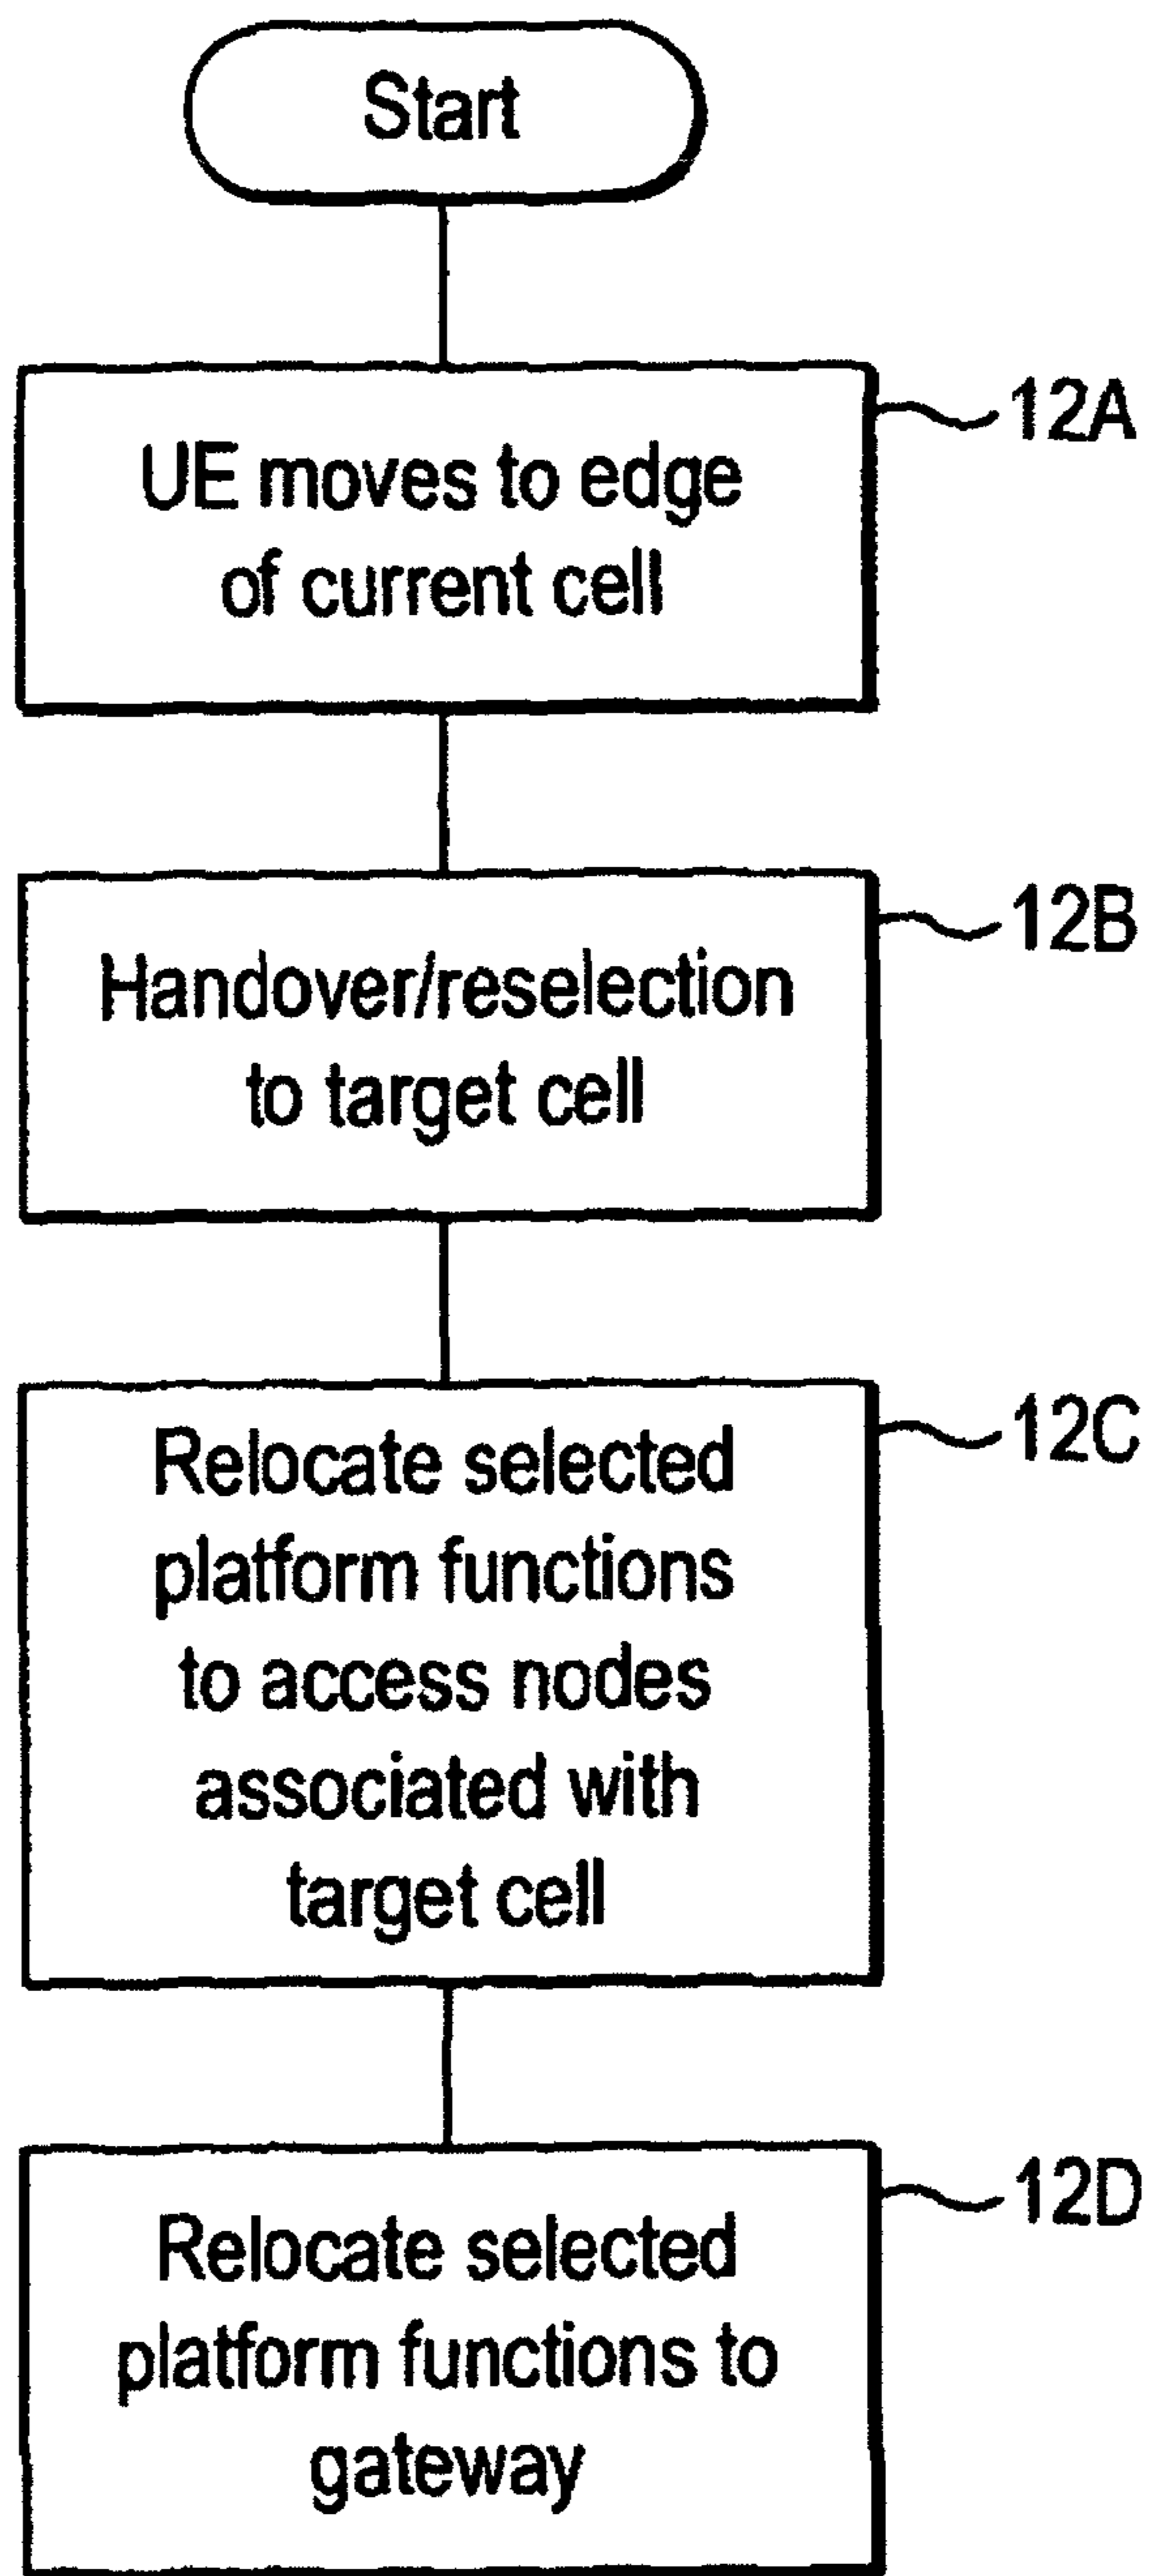 Start
12A
UE moves to edge
of current cell
12B
Handover/reselection
to target cell
12C
Relocate selected
platform functions
to access nodes
associated with
target cell
12D
Relocate selected
platform functions to
gateway